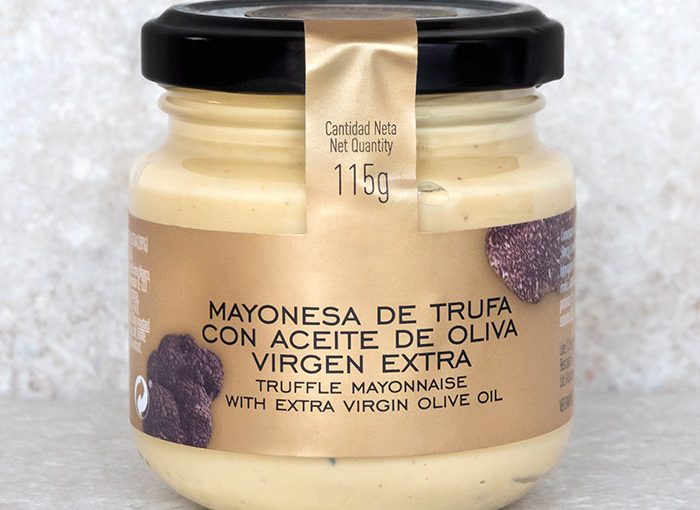 Cantidad Neta
Net Quantity
115g
MAYONESA DE TRUFA
CON ACEITE DE OLIVA
VIRGEN EXTRA
TRUFFLE MAYONNAISE
WITH EXTRA VIRGIN OLIVE OIL